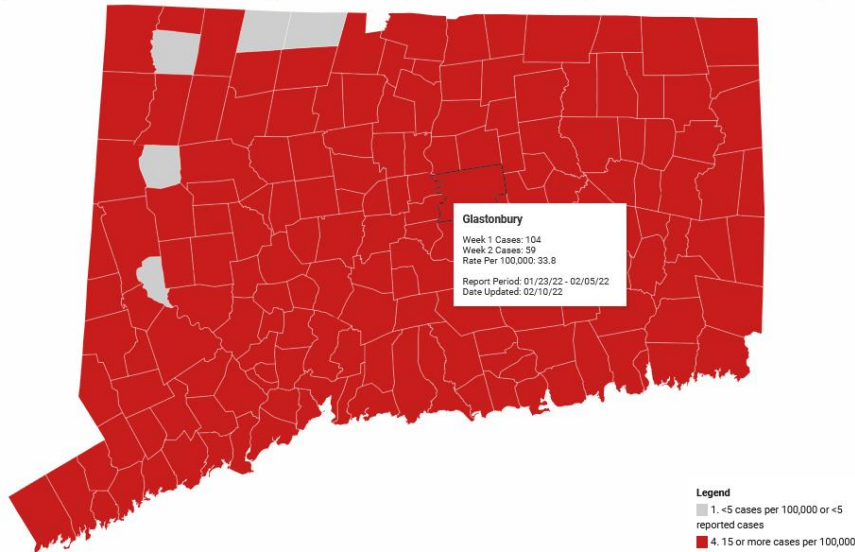 Glastonbury
Week 1 Cases: 104
Week 2 Cases: 59
Rate Per 100,000: 33.8
Report Period: 01/23/22 - 02/05/22
Date Updated: 02/10/22
Legend
1. <5 cases per 100,000 or <5
reported cases
4. 15 or more cases per 100,000